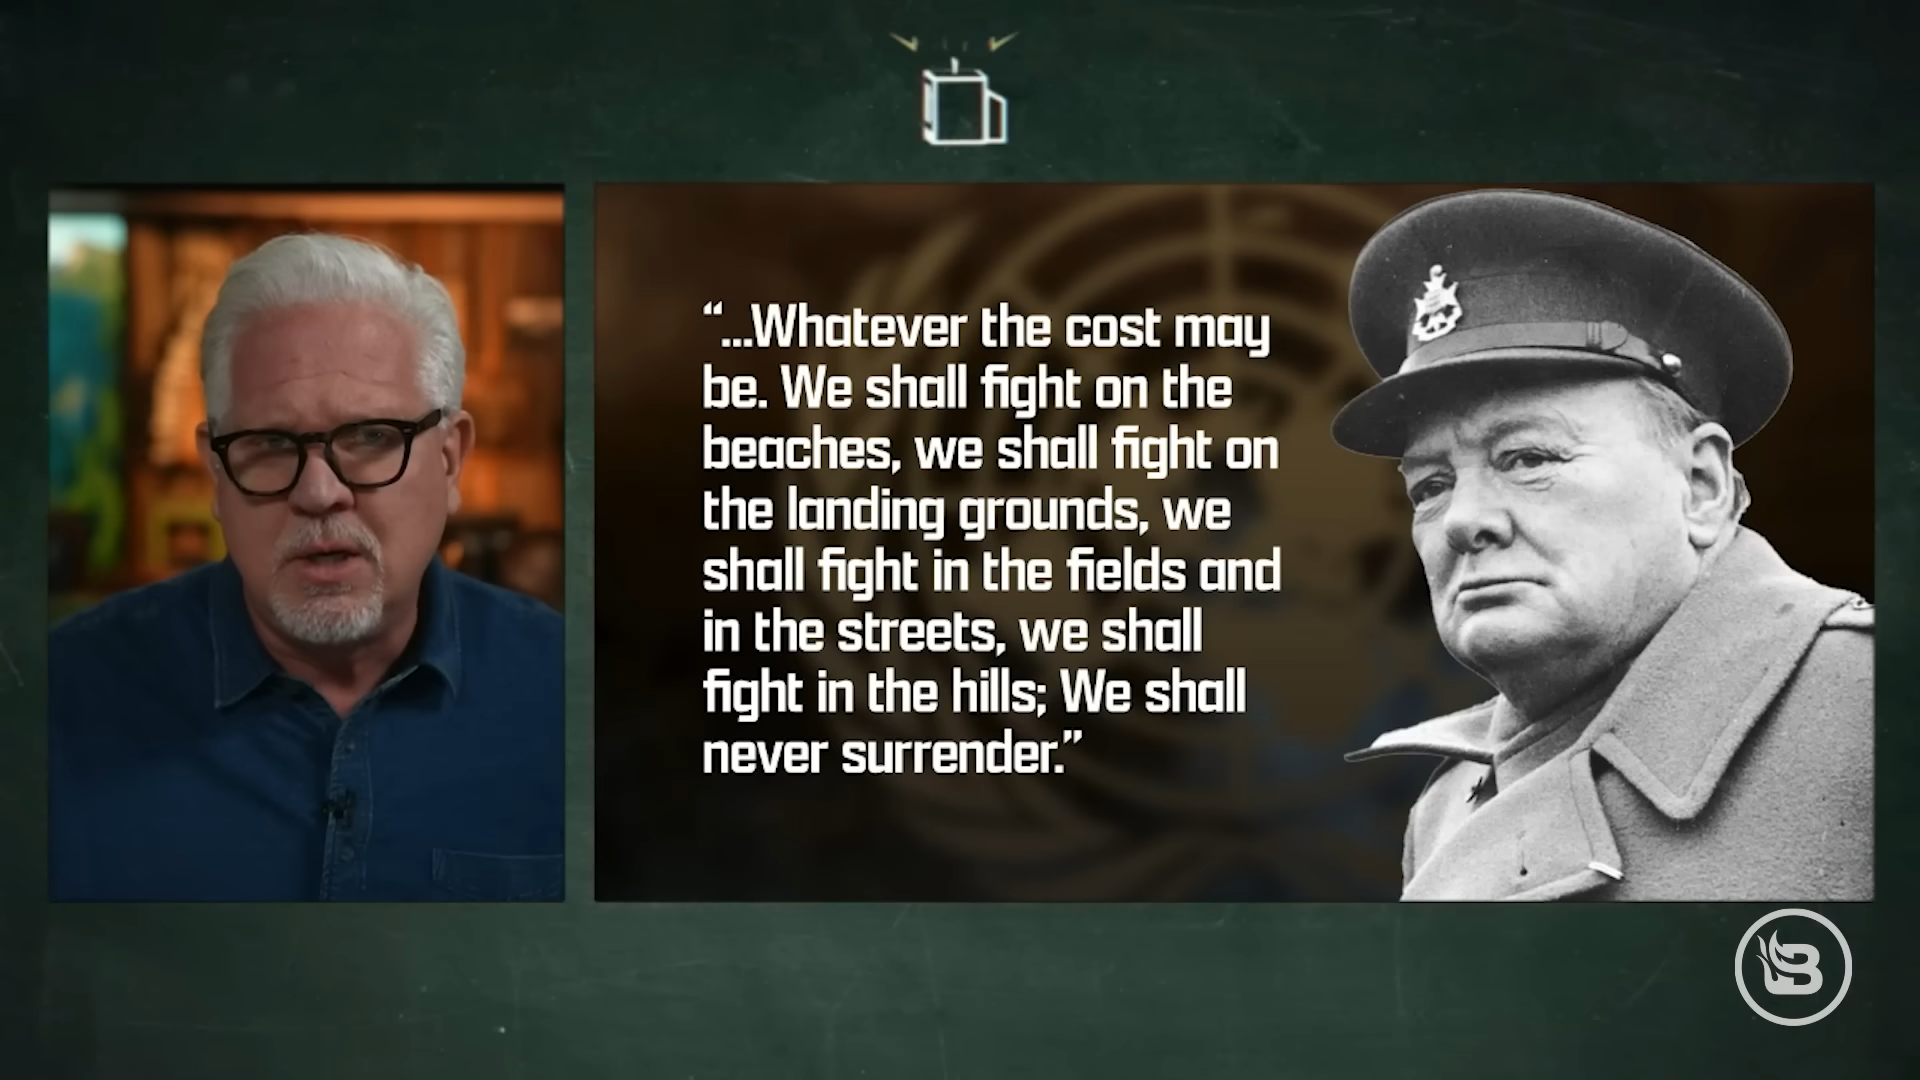 “...Whatever the cost may
be. We shall fight on the
beaches, we shall fight on
the landing grounds, we
shall fight in the fields and
in the streets, we shall
fight in the hills; We shall
never surrender.”
B